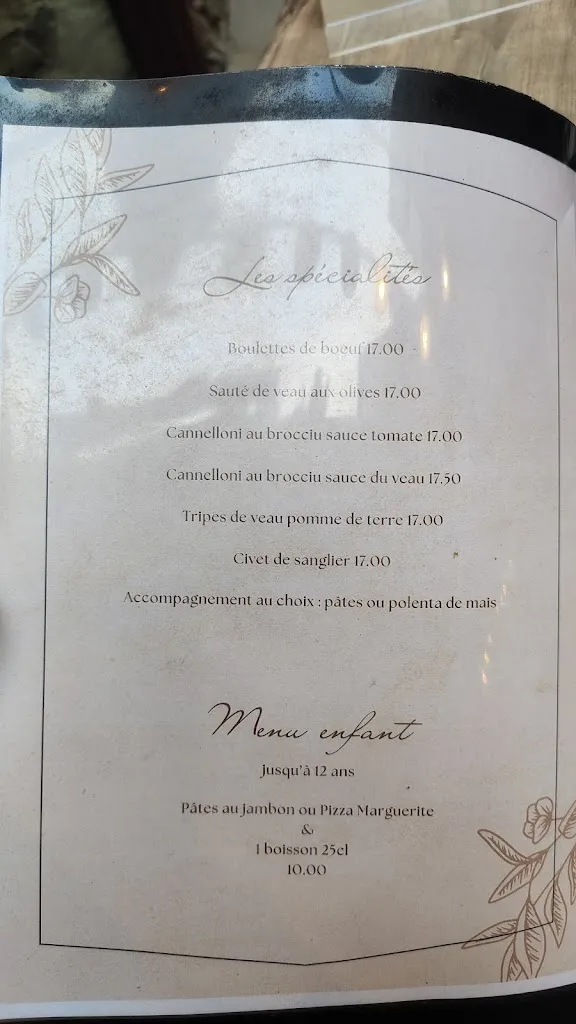 Les spécialités
Boulettes de boeuf 17.00
Sauté de veau aux olives 17.00
Cannelloni au brocciu sauce tomate 17.00
Cannelloni au brocciu sauce du veau 17.50
Tripes de veau pomme de terre 17.00
Civet de sanglier 17.00
Accompagnement au choix : pâtes ou polenta de mais
Menu enfant
jusqu'à 12 ans
Pâtes au jambon ou Pizza Marguerite
&
1 boisson 25cl
10.00